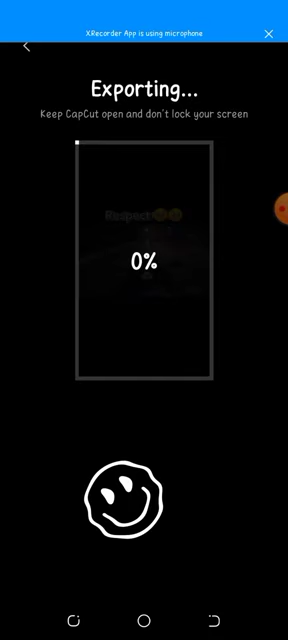 XRecorder App is using microphone
Exporting...
Keep CapCut open and don't lock your screen
Respect
0%